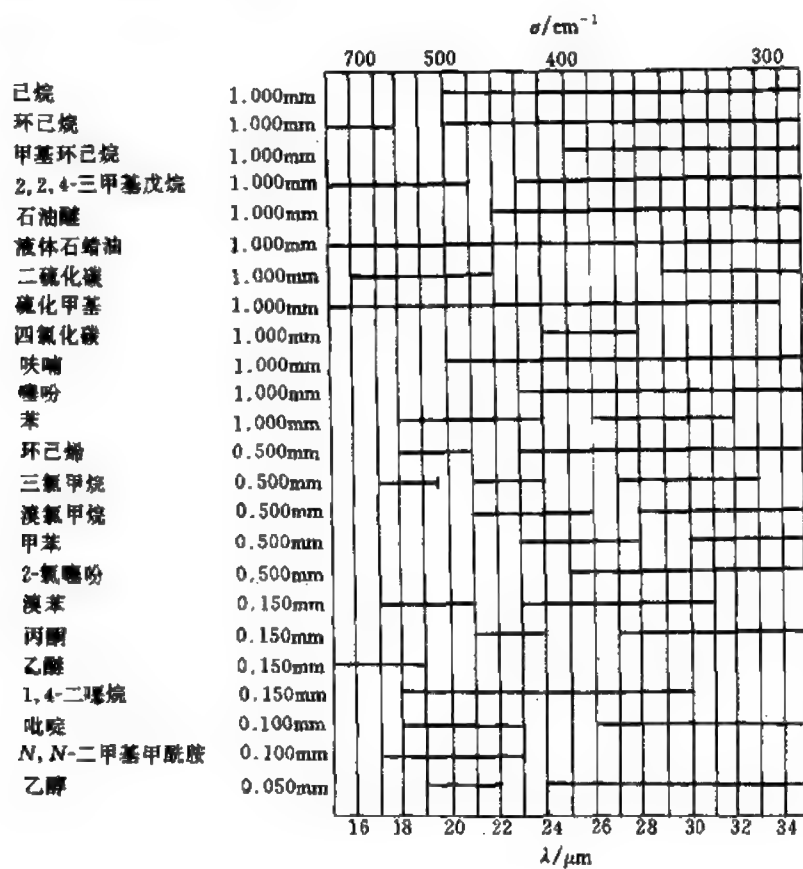 σ/cm⁻¹
700 500 400 300
己烷 1.000mm
环己烷 1.000mm
甲基环己烷 1.000mm
2,2,4-三甲基戊烷 1.000mm
石油醚 1.000mm
液体石蜡油 1.000mm
二硫化碳 1.000mm
硫化甲基 1.000mm
四氯化碳 1.000mm
呋喃 1.000mm
噻吩 1.000mm
苯 1.000mm
环己烯 0.500mm
三氯甲烷 0.500mm
溴氯甲烷 0.500mm
甲苯 0.500mm
2-氯噻吩 0.500mm
溴苯 0.150mm
丙酮 0.150mm
乙醚 0.150mm
1,4-二噁烷 0.150mm
吡啶 0.100mm
N,N-二甲基甲酰胺 0.100mm
乙醇 0.050mm
16 18 20 22 24 26 28 30 32 34
λ/μm